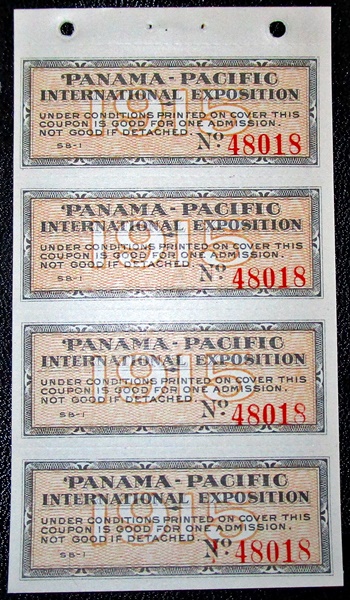 PANAMA-PACIFIC
INTERNATIONAL EXPOSITION
1915
UNDER CONDITIONS PRINTED ON COVER THIS
COUPON IS GOOD FOR ONE ADMISSION.
NOT GOOD IF DETACHED.
SB-1 No. 48018
PANAMA-PACIFIC
INTERNATIONAL EXPOSITION
1915
UNDER CONDITIONS PRINTED ON COVER THIS
COUPON IS GOOD FOR ONE ADMISSION.
NOT GOOD IF DETACHED.
SB-1 No. 48018
PANAMA-PACIFIC
INTERNATIONAL EXPOSITION
1915
UNDER CONDITIONS PRINTED ON COVER THIS
COUPON IS GOOD FOR ONE ADMISSION.
NOT GOOD IF DETACHED.
SB-1 No. 48018
PANAMA-PACIFIC
INTERNATIONAL EXPOSITION
1915
UNDER CONDITIONS PRINTED ON COVER THIS
COUPON IS GOOD FOR ONE ADMISSION.
NOT GOOD IF DETACHED.
SB-1 No. 48018